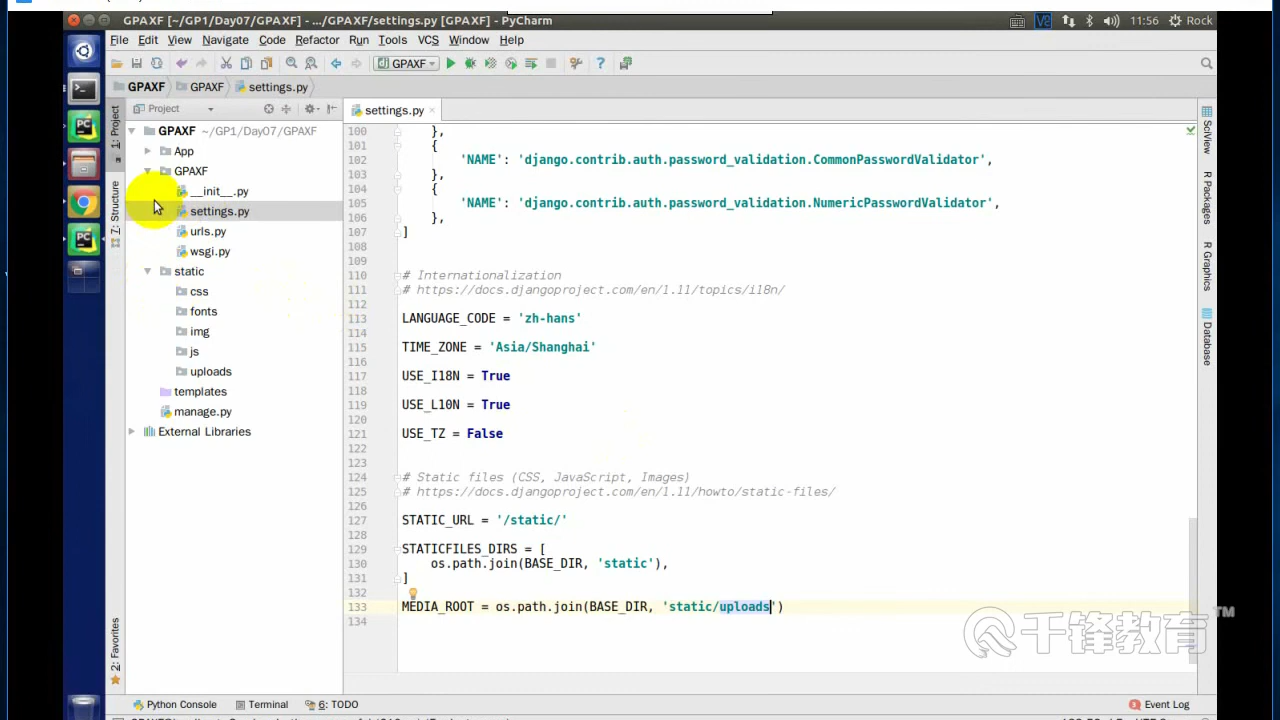 GPAXF [~/GP1/Day07/GPAXF] - .../GPAXF/settings.py [GPAXF] - PyCharm
11:56 Rock
File Edit View Navigate Code Refactor Run Tools VCS Window Help
GPAXF
GPAXF GPAXF settings.py
Project
settings.py
1: Project
7: Structure
2: Favorites
GPAXF ~/GP1/Day07/GPAXF
App
GPAXF
__init__.py
settings.py
urls.py
wsgi.py
static
css
fonts
img
js
uploads
templates
manage.py
External Libraries
100 },
101 {
102 'NAME': 'django.contrib.auth.password_validation.CommonPasswordValidator',
103 },
104 {
105 'NAME': 'django.contrib.auth.password_validation.NumericPasswordValidator',
106 },
107 ]
108
109
110 # Internationalization
111 # https://docs.djangoproject.com/en/1.11/topics/i18n/
112
113 LANGUAGE_CODE = 'zh-hans'
114
115 TIME_ZONE = 'Asia/Shanghai'
116
117 USE_I18N = True
118
119 USE_L10N = True
120
121 USE_TZ = False
122
123
124 # Static files (CSS, JavaScript, Images)
125 # https://docs.djangoproject.com/en/1.11/howto/static-files/
126
127 STATIC_URL = '/static/'
128
129 STATICFILES_DIRS = [
130 os.path.join(BASE_DIR, 'static'),
131 ]
132
133 MEDIA_ROOT = os.path.join(BASE_DIR, 'static/uploads')
134
SciView
R Packages
R Graphics
Database
千锋教育 TM
Python Console Terminal 6: TODO Event Log